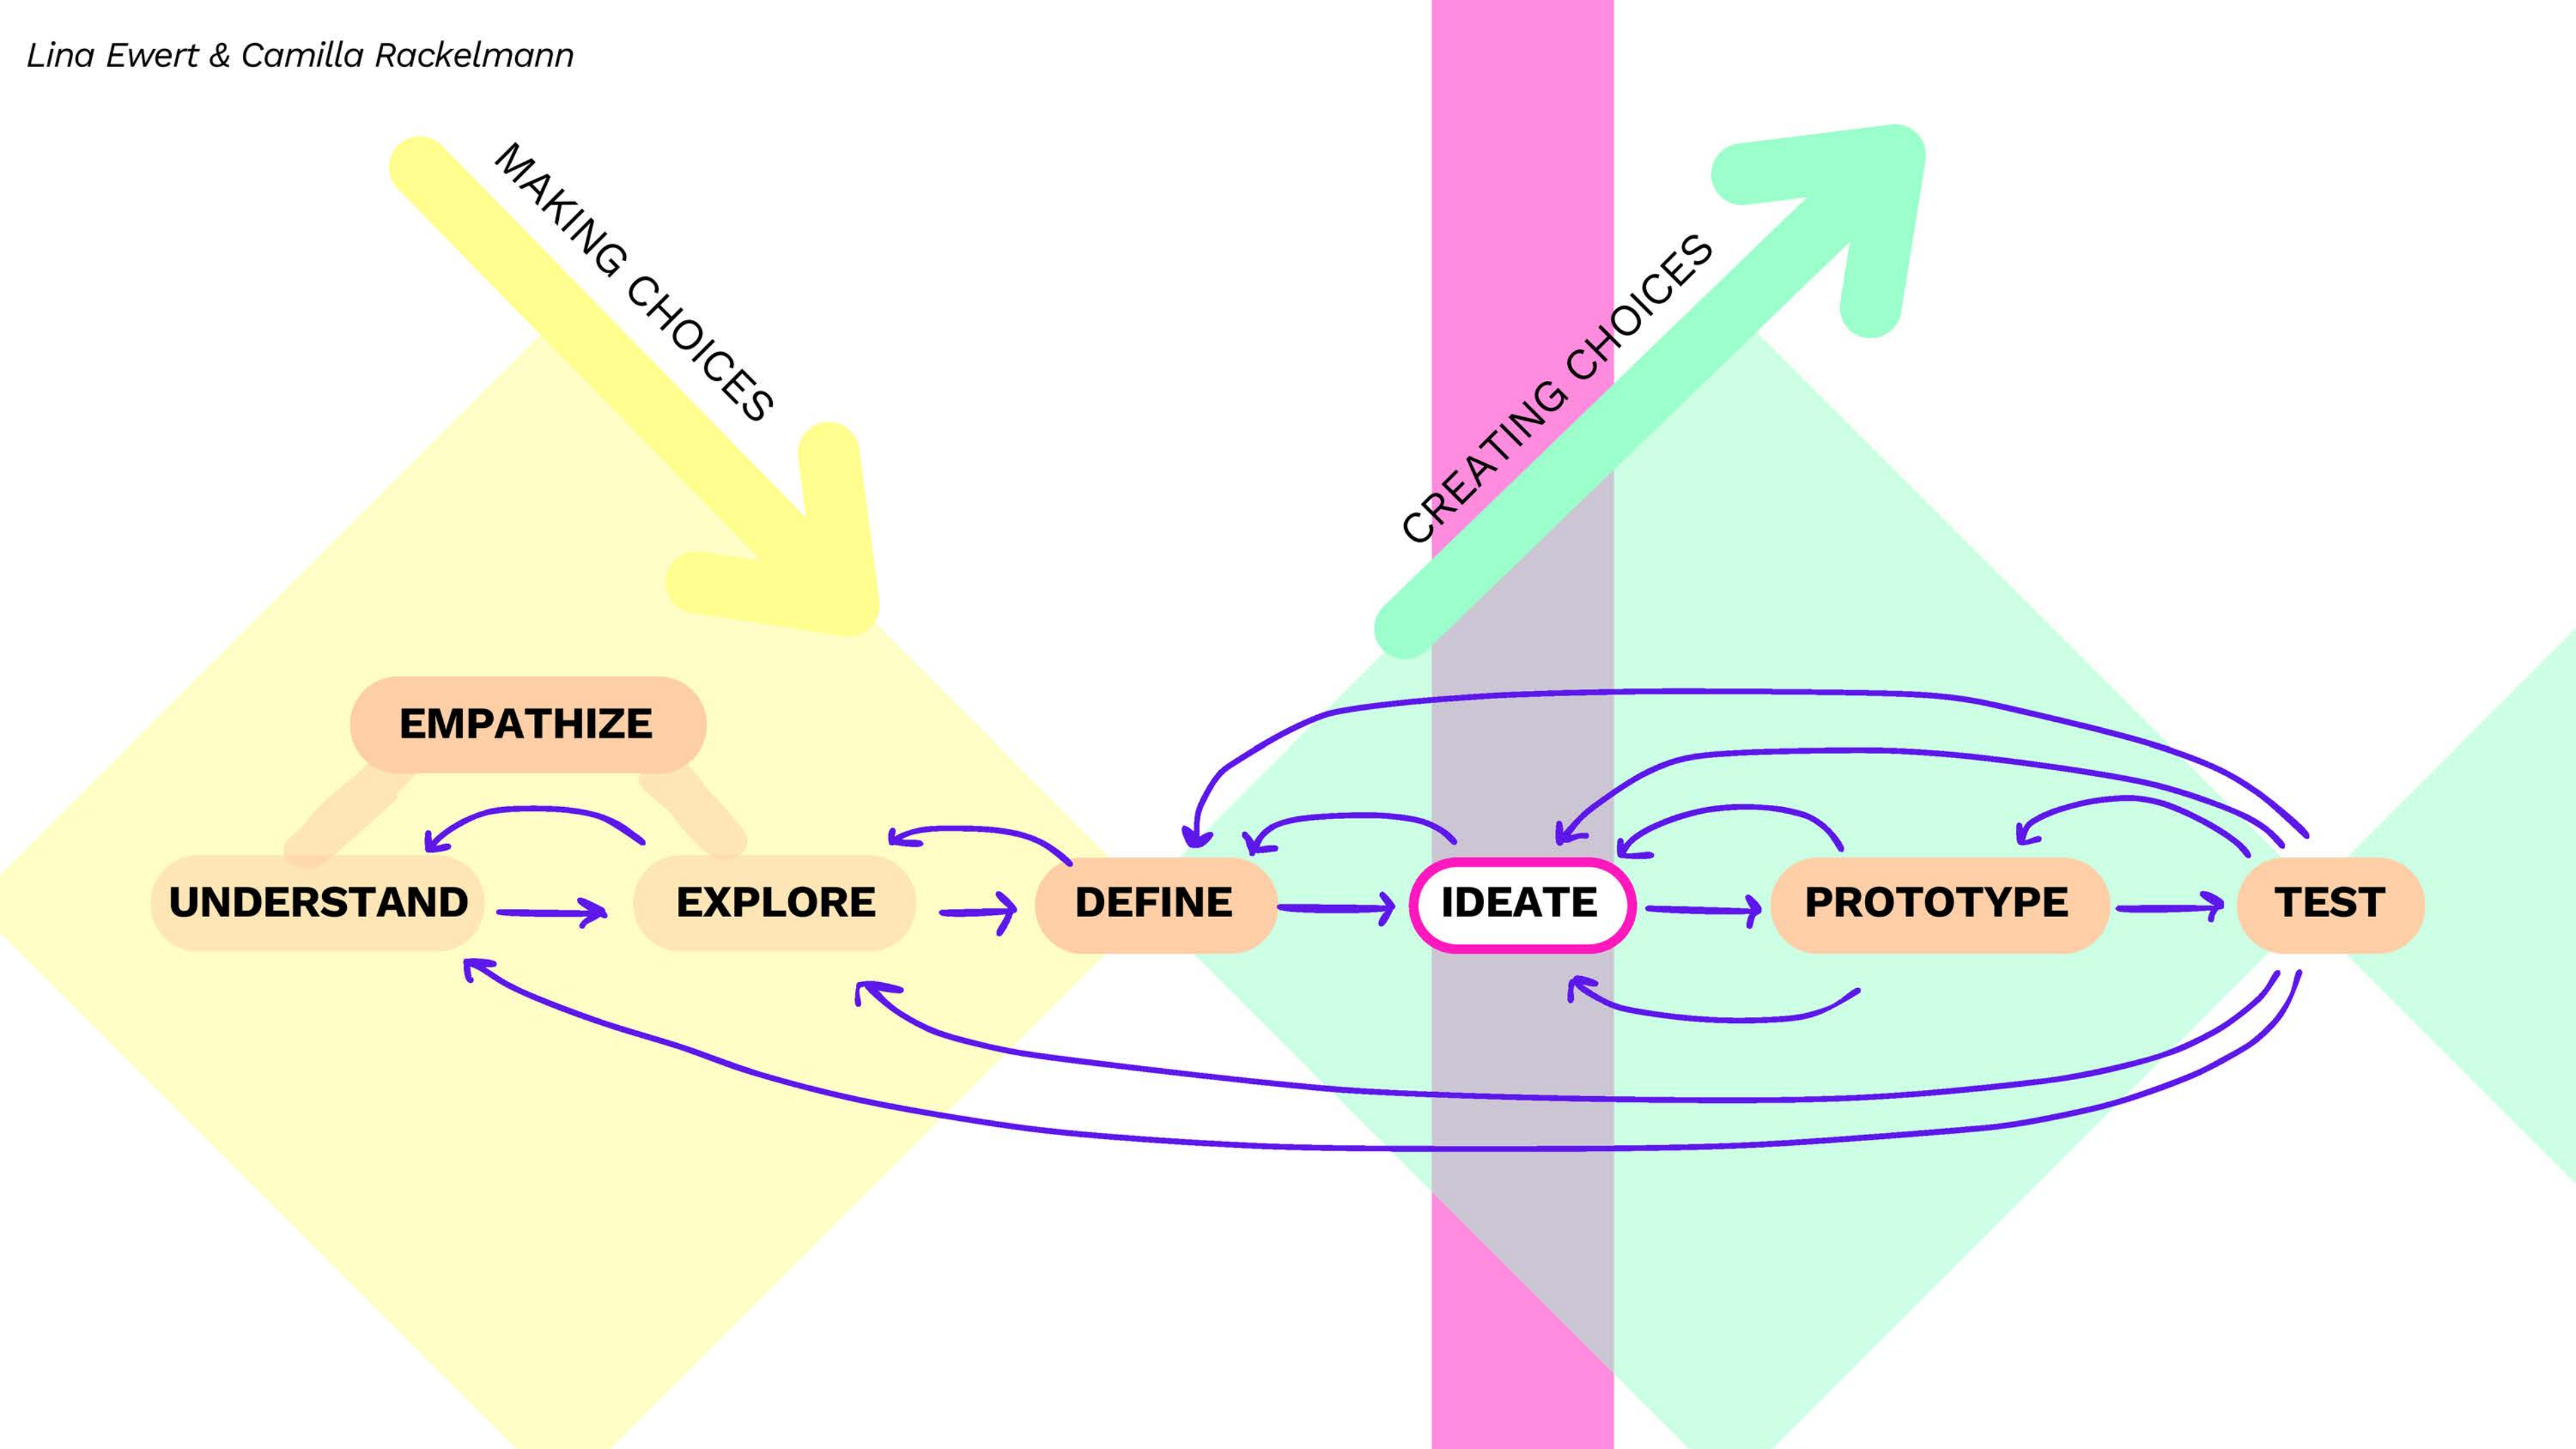 Lina Ewert & Camilla Rackelmann
MAKING CHOICES
CREATING CHOICES
EMPATHIZE
UNDERSTAND
EXPLORE
DEFINE
IDEATE
PROTOTYPE
TEST